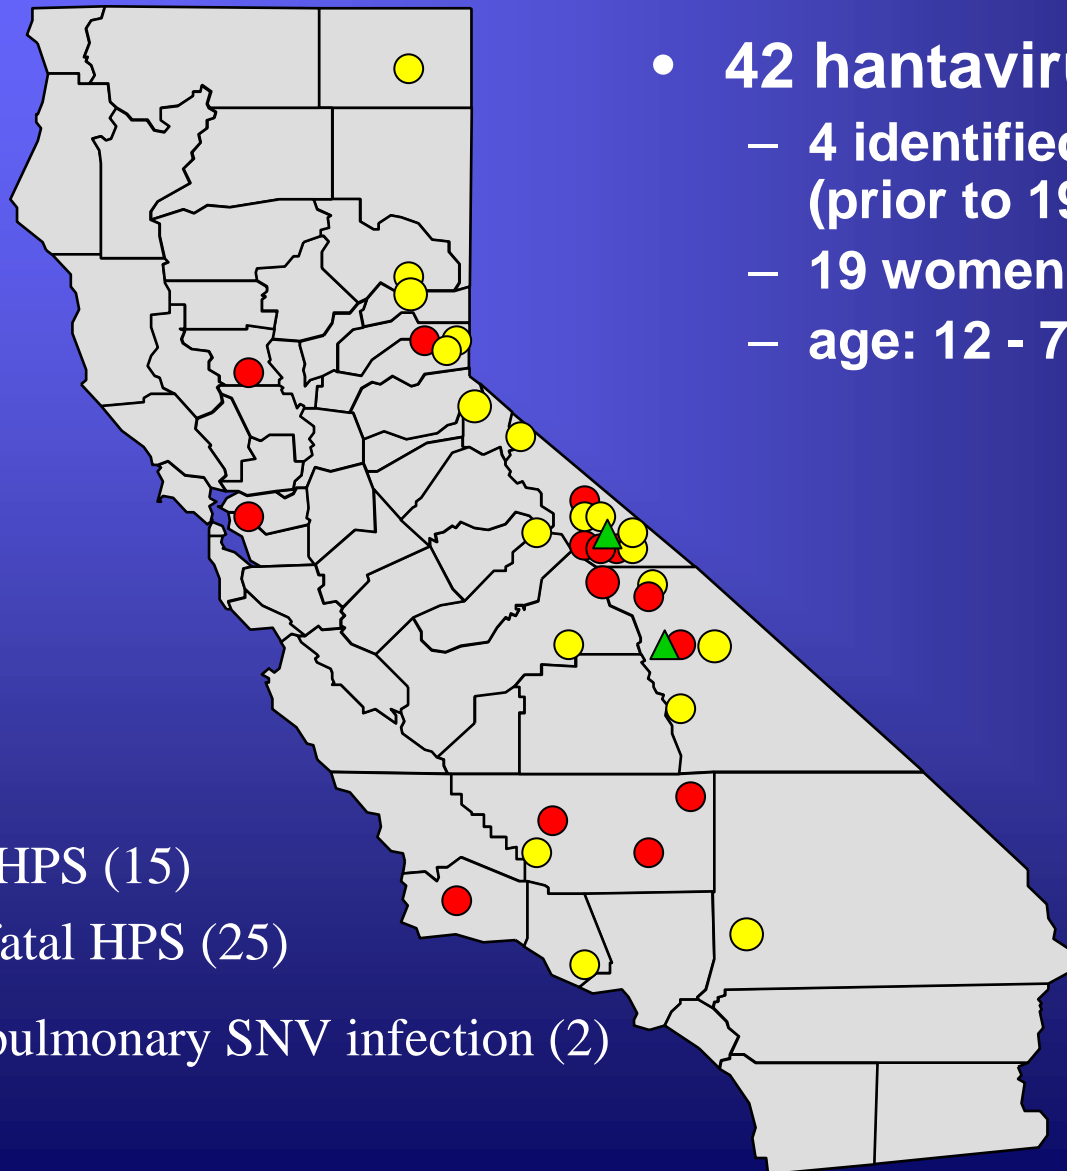 • 42 hantaviru
– 4 identified
(prior to 19
– 19 women
– age: 12 - 7
HPS (15)
fatal HPS (25)
pulmonary SNV infection (2)